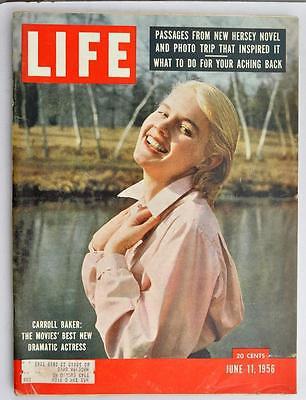 LIFE
PASSAGES FROM NEW HERSEY NOVEL
AND PHOTO TRIP THAT INSPIRED IT
WHAT TO DO FOR YOUR ACHING BACK
CARROLL BAKER:
THE MOVIES' BEST NEW
DRAMATIC ACTRESS
20 CENTS
JUNE 11, 1956